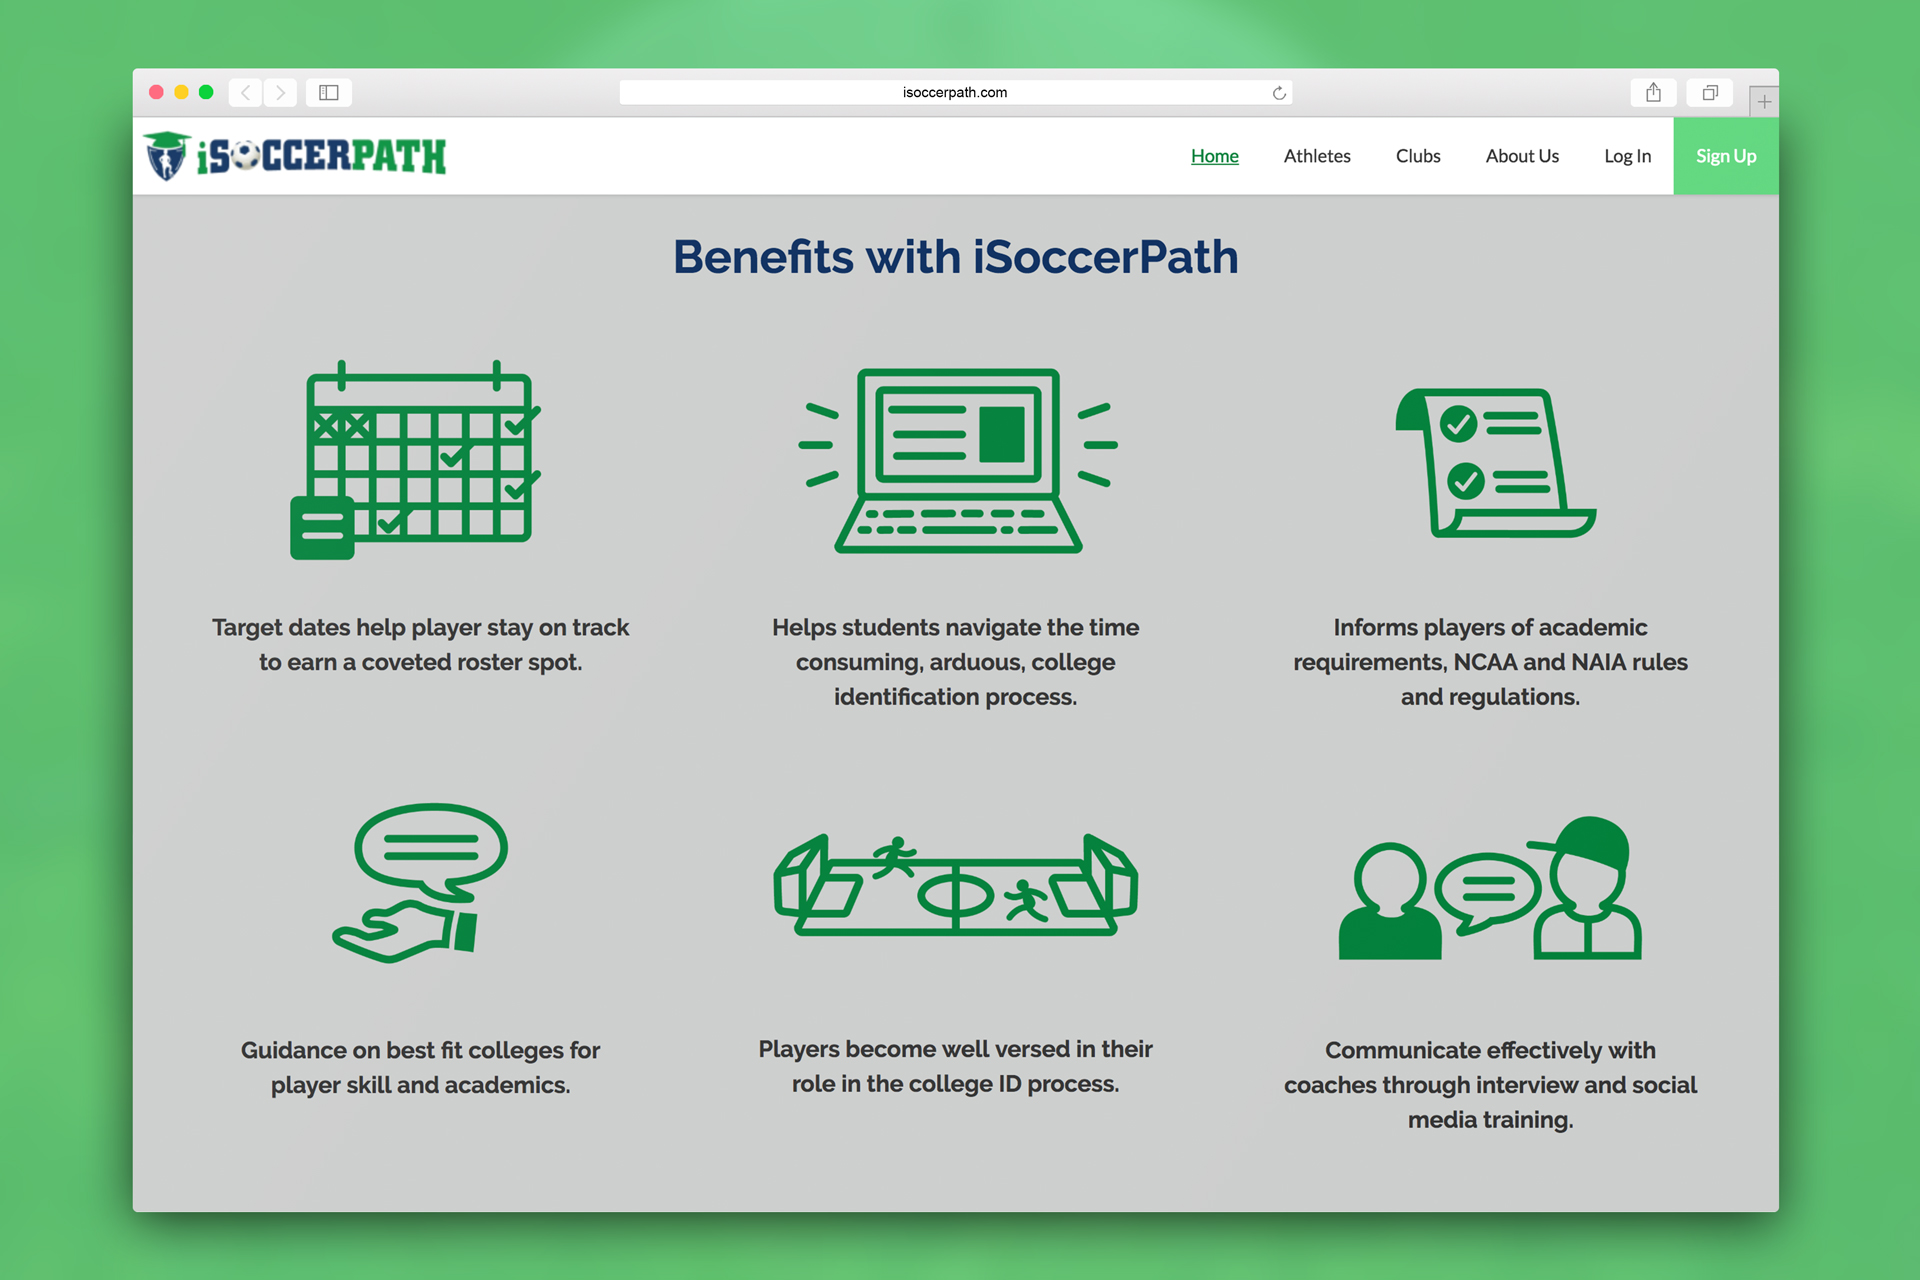 isoccerpath.com
iSOCCERPATH
Home
Athletes
Clubs
About Us
Log In
Sign Up
Benefits with iSoccerPath
Target dates help player stay on track
to earn a coveted roster spot.
Helps students navigate the time
consuming, arduous, college
identification process.
Informs players of academic
requirements, NCAA and NAIA rules
and regulations.
Guidance on best fit colleges for
player skill and academics.
Players become well versed in their
role in the college ID process.
Communicate effectively with
coaches through interview and social
media training.